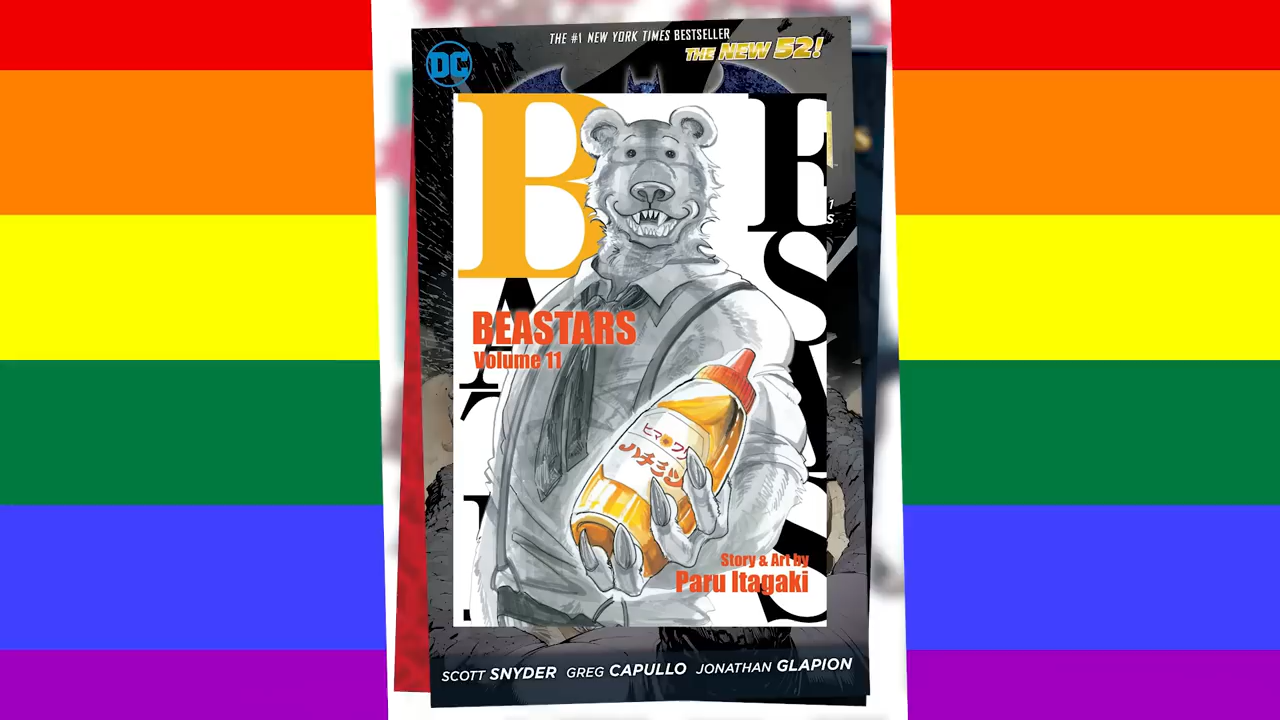 THE #1 NEW YORK TIMES BESTSELLER
THE NEW 52!
DC
B
E
S
A
BEASTARS
Volume 11
ハチミツ
Story & Art by
Paru Itagaki
S
SCOTT SNYDER GREG CAPULLO JONATHAN GLAPION